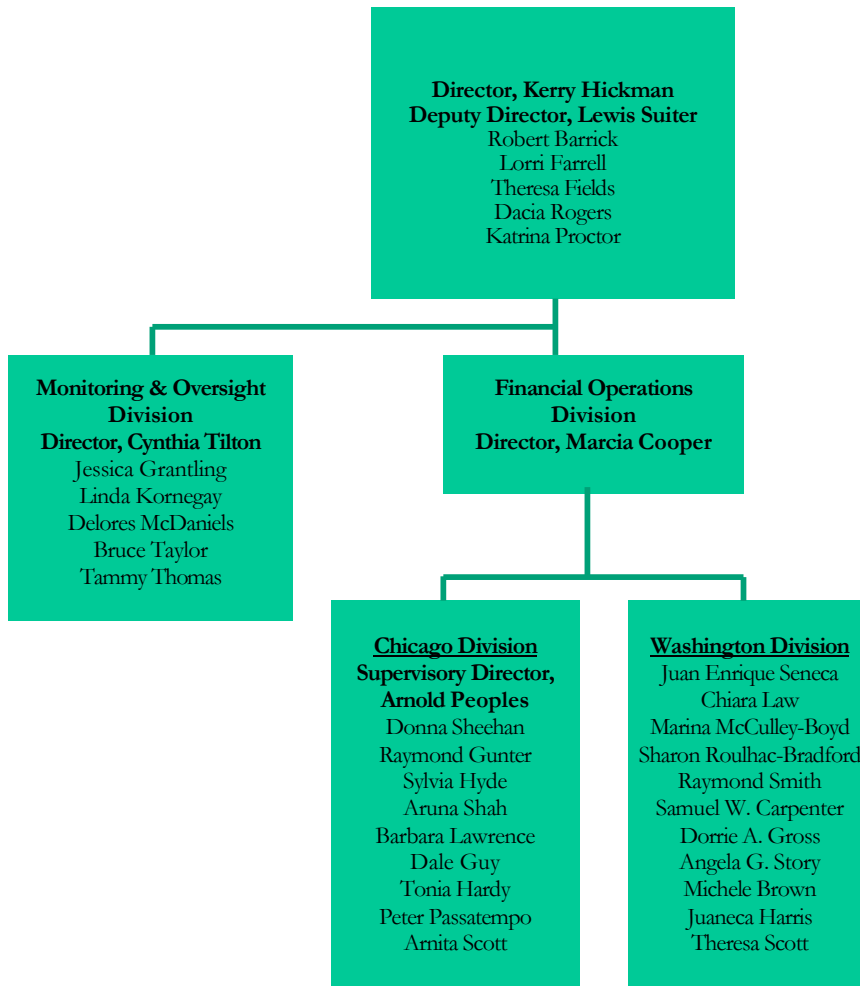 Director, Kerry Hickman
Deputy Director, Lewis Suiter
Robert Barrick
Lorri Farrell
Theresa Fields
Dacia Rogers
Katrina Proctor
Monitoring & Oversight
Division
Director, Cynthia Tilton
Jessica Grantling
Linda Kornegay
Delores McDaniels
Bruce Taylor
Tammy Thomas
Financial Operations
Division
Director, Marcia Cooper
Chicago Division
Supervisory Director,
Arnold Peoples
Donna Sheehan
Raymond Gunter
Sylvia Hyde
Aruna Shah
Barbara Lawrence
Dale Guy
Tonia Hardy
Peter Passatempo
Arnita Scott
Washington Division
Juan Enrique Seneca
Chiara Law
Marina McCulley-Boyd
Sharon Roulhac-Bradford
Raymond Smith
Samuel W. Carpenter
Dorrie A. Gross
Angela G. Story
Michele Brown
Juaneca Harris
Theresa Scott